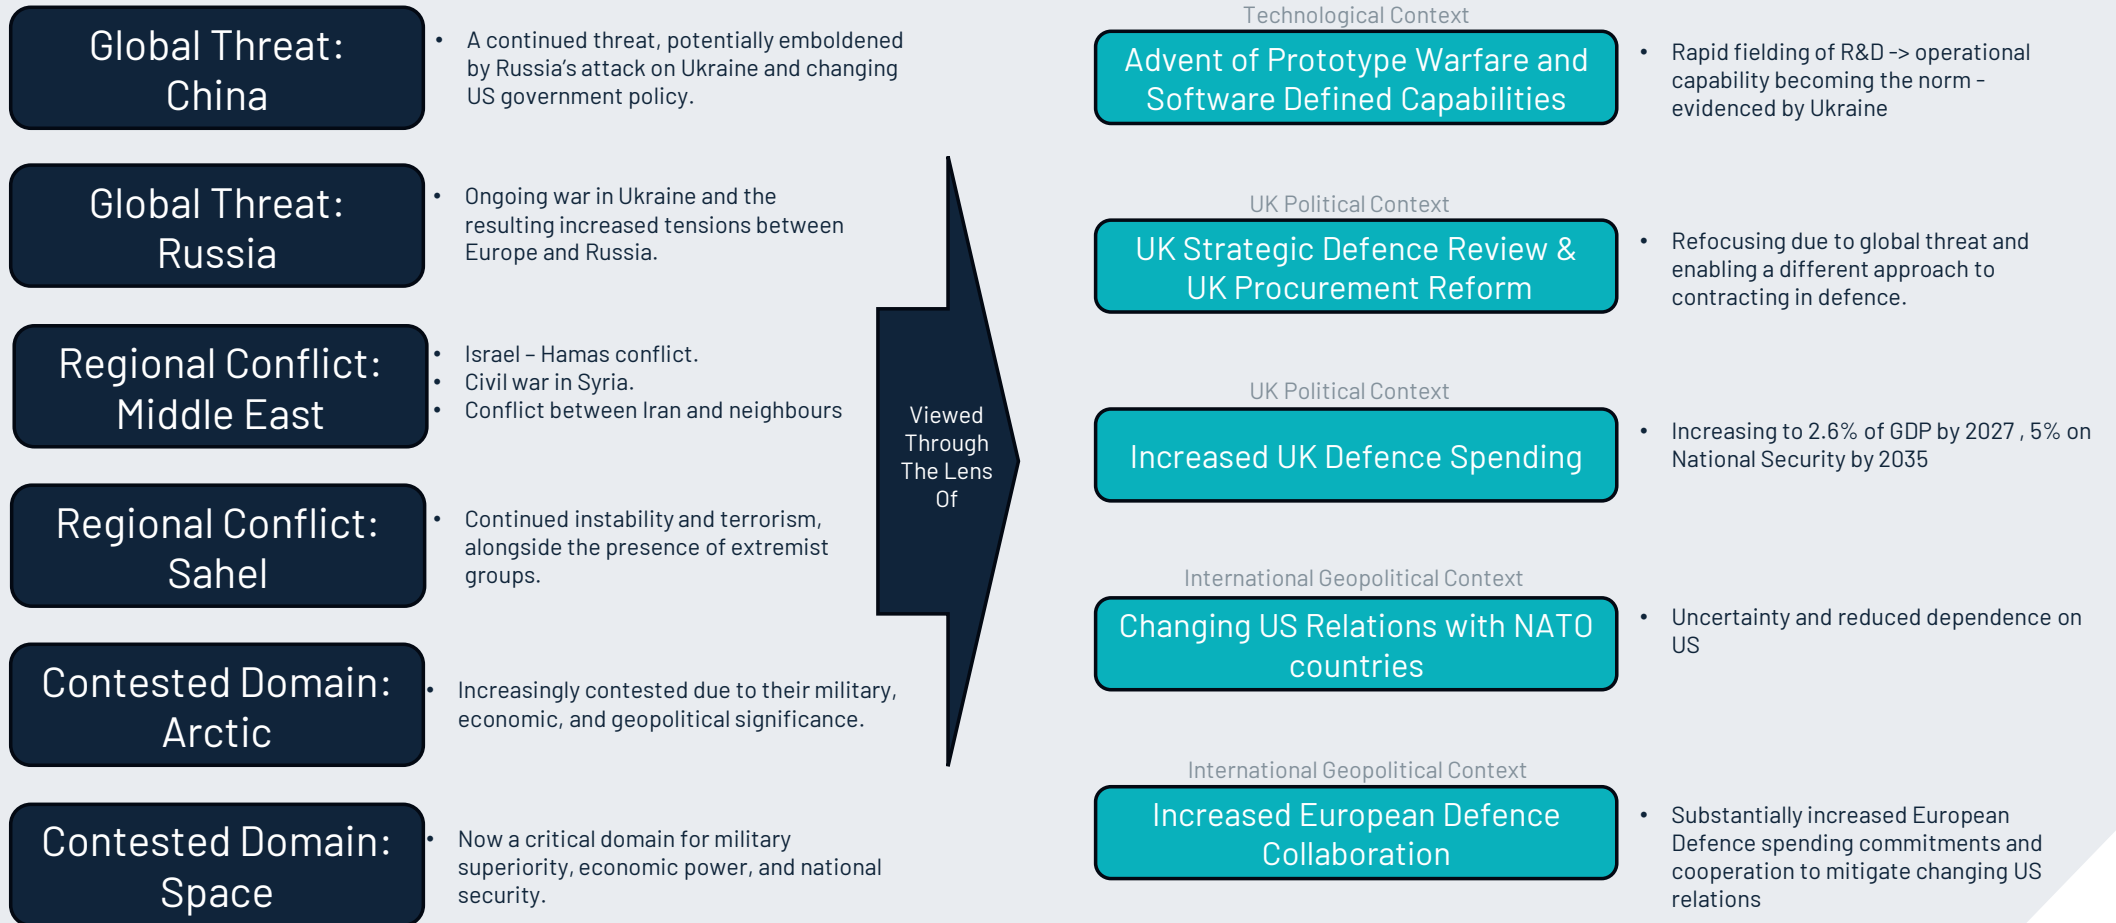 Global Threat:
China
• A continued threat, potentially emboldened
by Russia's attack on Ukraine and changing
US government policy.
Global Threat:
Russia
• Ongoing war in Ukraine and the
resulting increased tensions between
Europe and Russia.
Regional Conflict:
Middle East
• Israel – Hamas conflict.
• Civil war in Syria.
• Conflict between Iran and neighbours
Regional Conflict:
Sahel
• Continued instability and terrorism,
alongside the presence of extremist
groups.
Contested Domain:
Arctic
• Increasingly contested due to their military,
economic, and geopolitical significance.
Contested Domain:
Space
• Now a critical domain for military
superiority, economic power, and national
security.
Viewed
Through
The Lens
Of
Technological Context
Advent of Prototype Warfare and
Software Defined Capabilities
• Rapid fielding of R&D -> operational
capability becoming the norm -
evidenced by Ukraine
UK Political Context
UK Strategic Defence Review &
UK Procurement Reform
• Refocusing due to global threat and
enabling a different approach to
contracting in defence.
UK Political Context
Increased UK Defence Spending
• Increasing to 2.6% of GDP by 2027 , 5% on
National Security by 2035
International Geopolitical Context
Changing US Relations with NATO
countries
• Uncertainty and reduced dependence on
US
International Geopolitical Context
Increased European Defence
Collaboration
• Substantially increased European
Defence spending commitments and
cooperation to mitigate changing US
relations